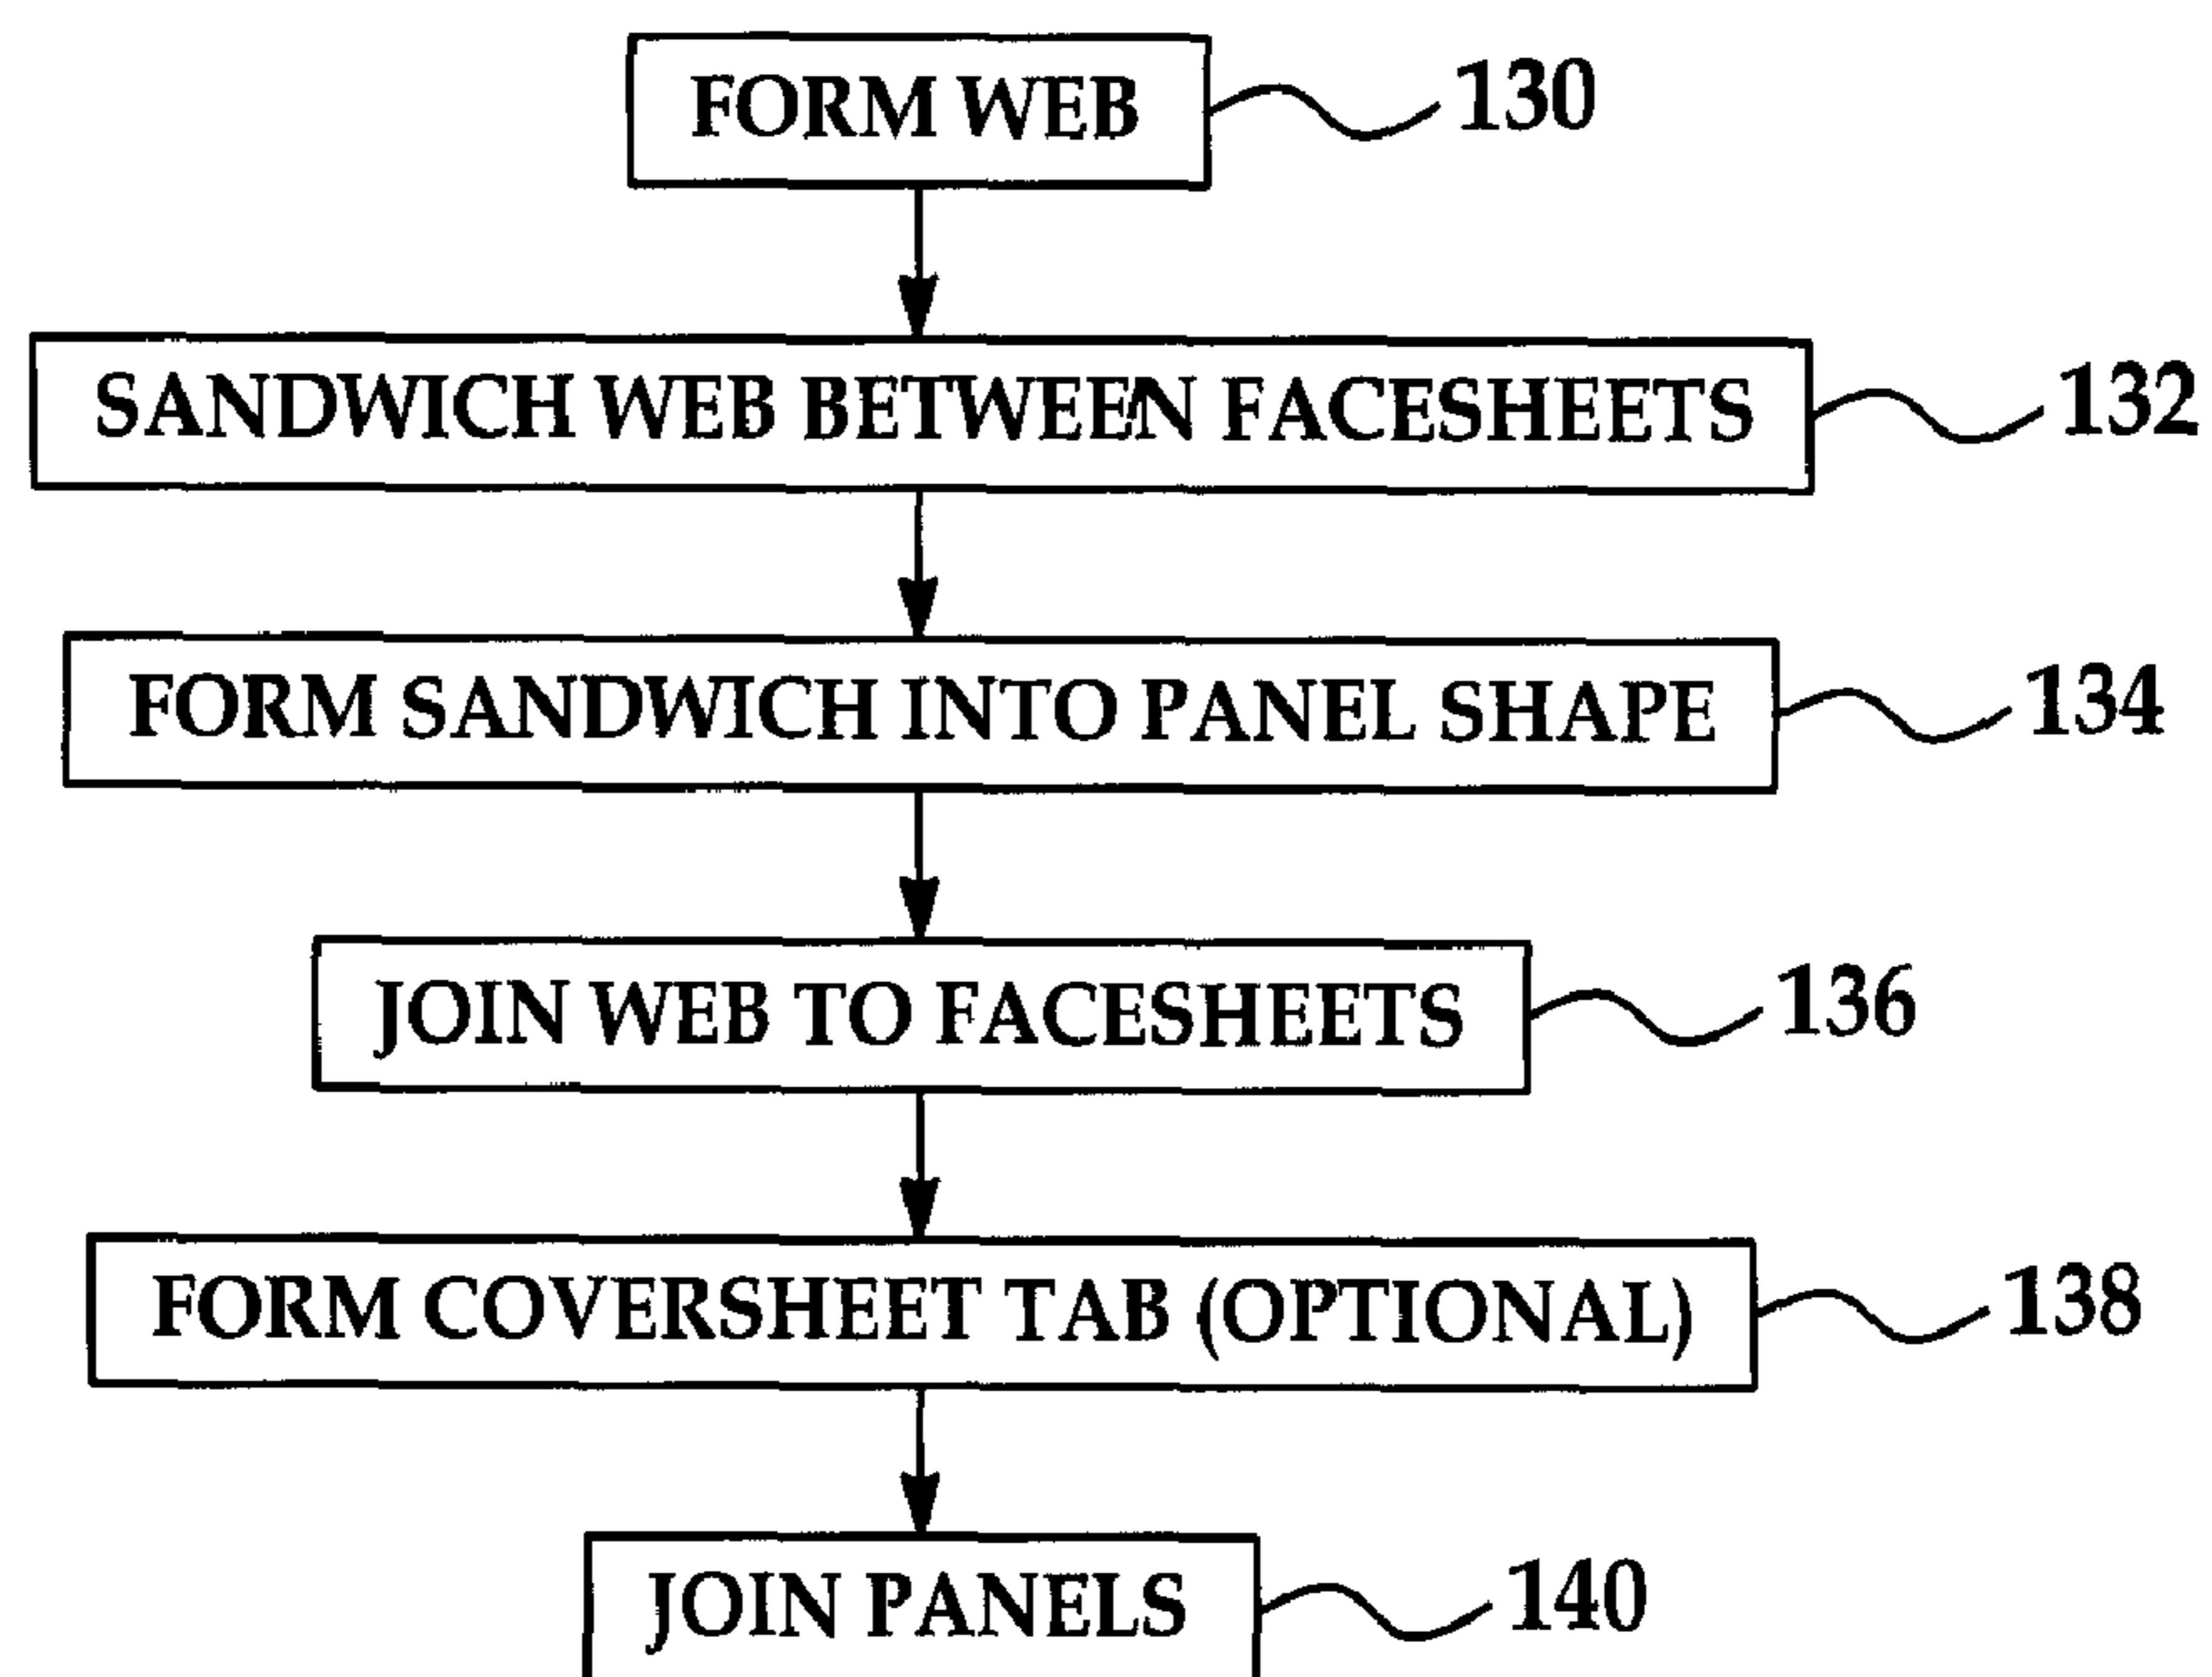 FORM WEB 130
SANDWICH WEB BETWEEN FACESHEETS 132
FORM SANDWICH INTO PANEL SHAPE 134
JOIN WEB TO FACESHEETS 136
FORM COVERSHEET TAB (OPTIONAL) 138
JOIN PANELS 140